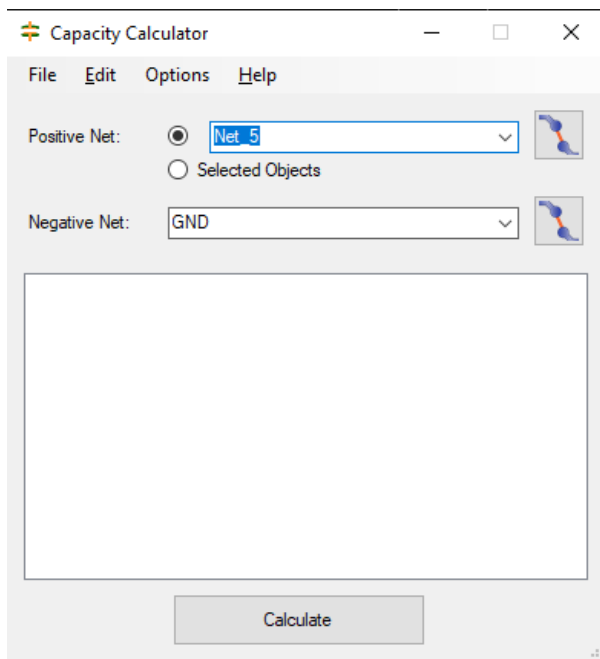 Capacity Calculator
File Edit Options Help
Positive Net: Net_5
Selected Objects
Negative Net: GND
Calculate